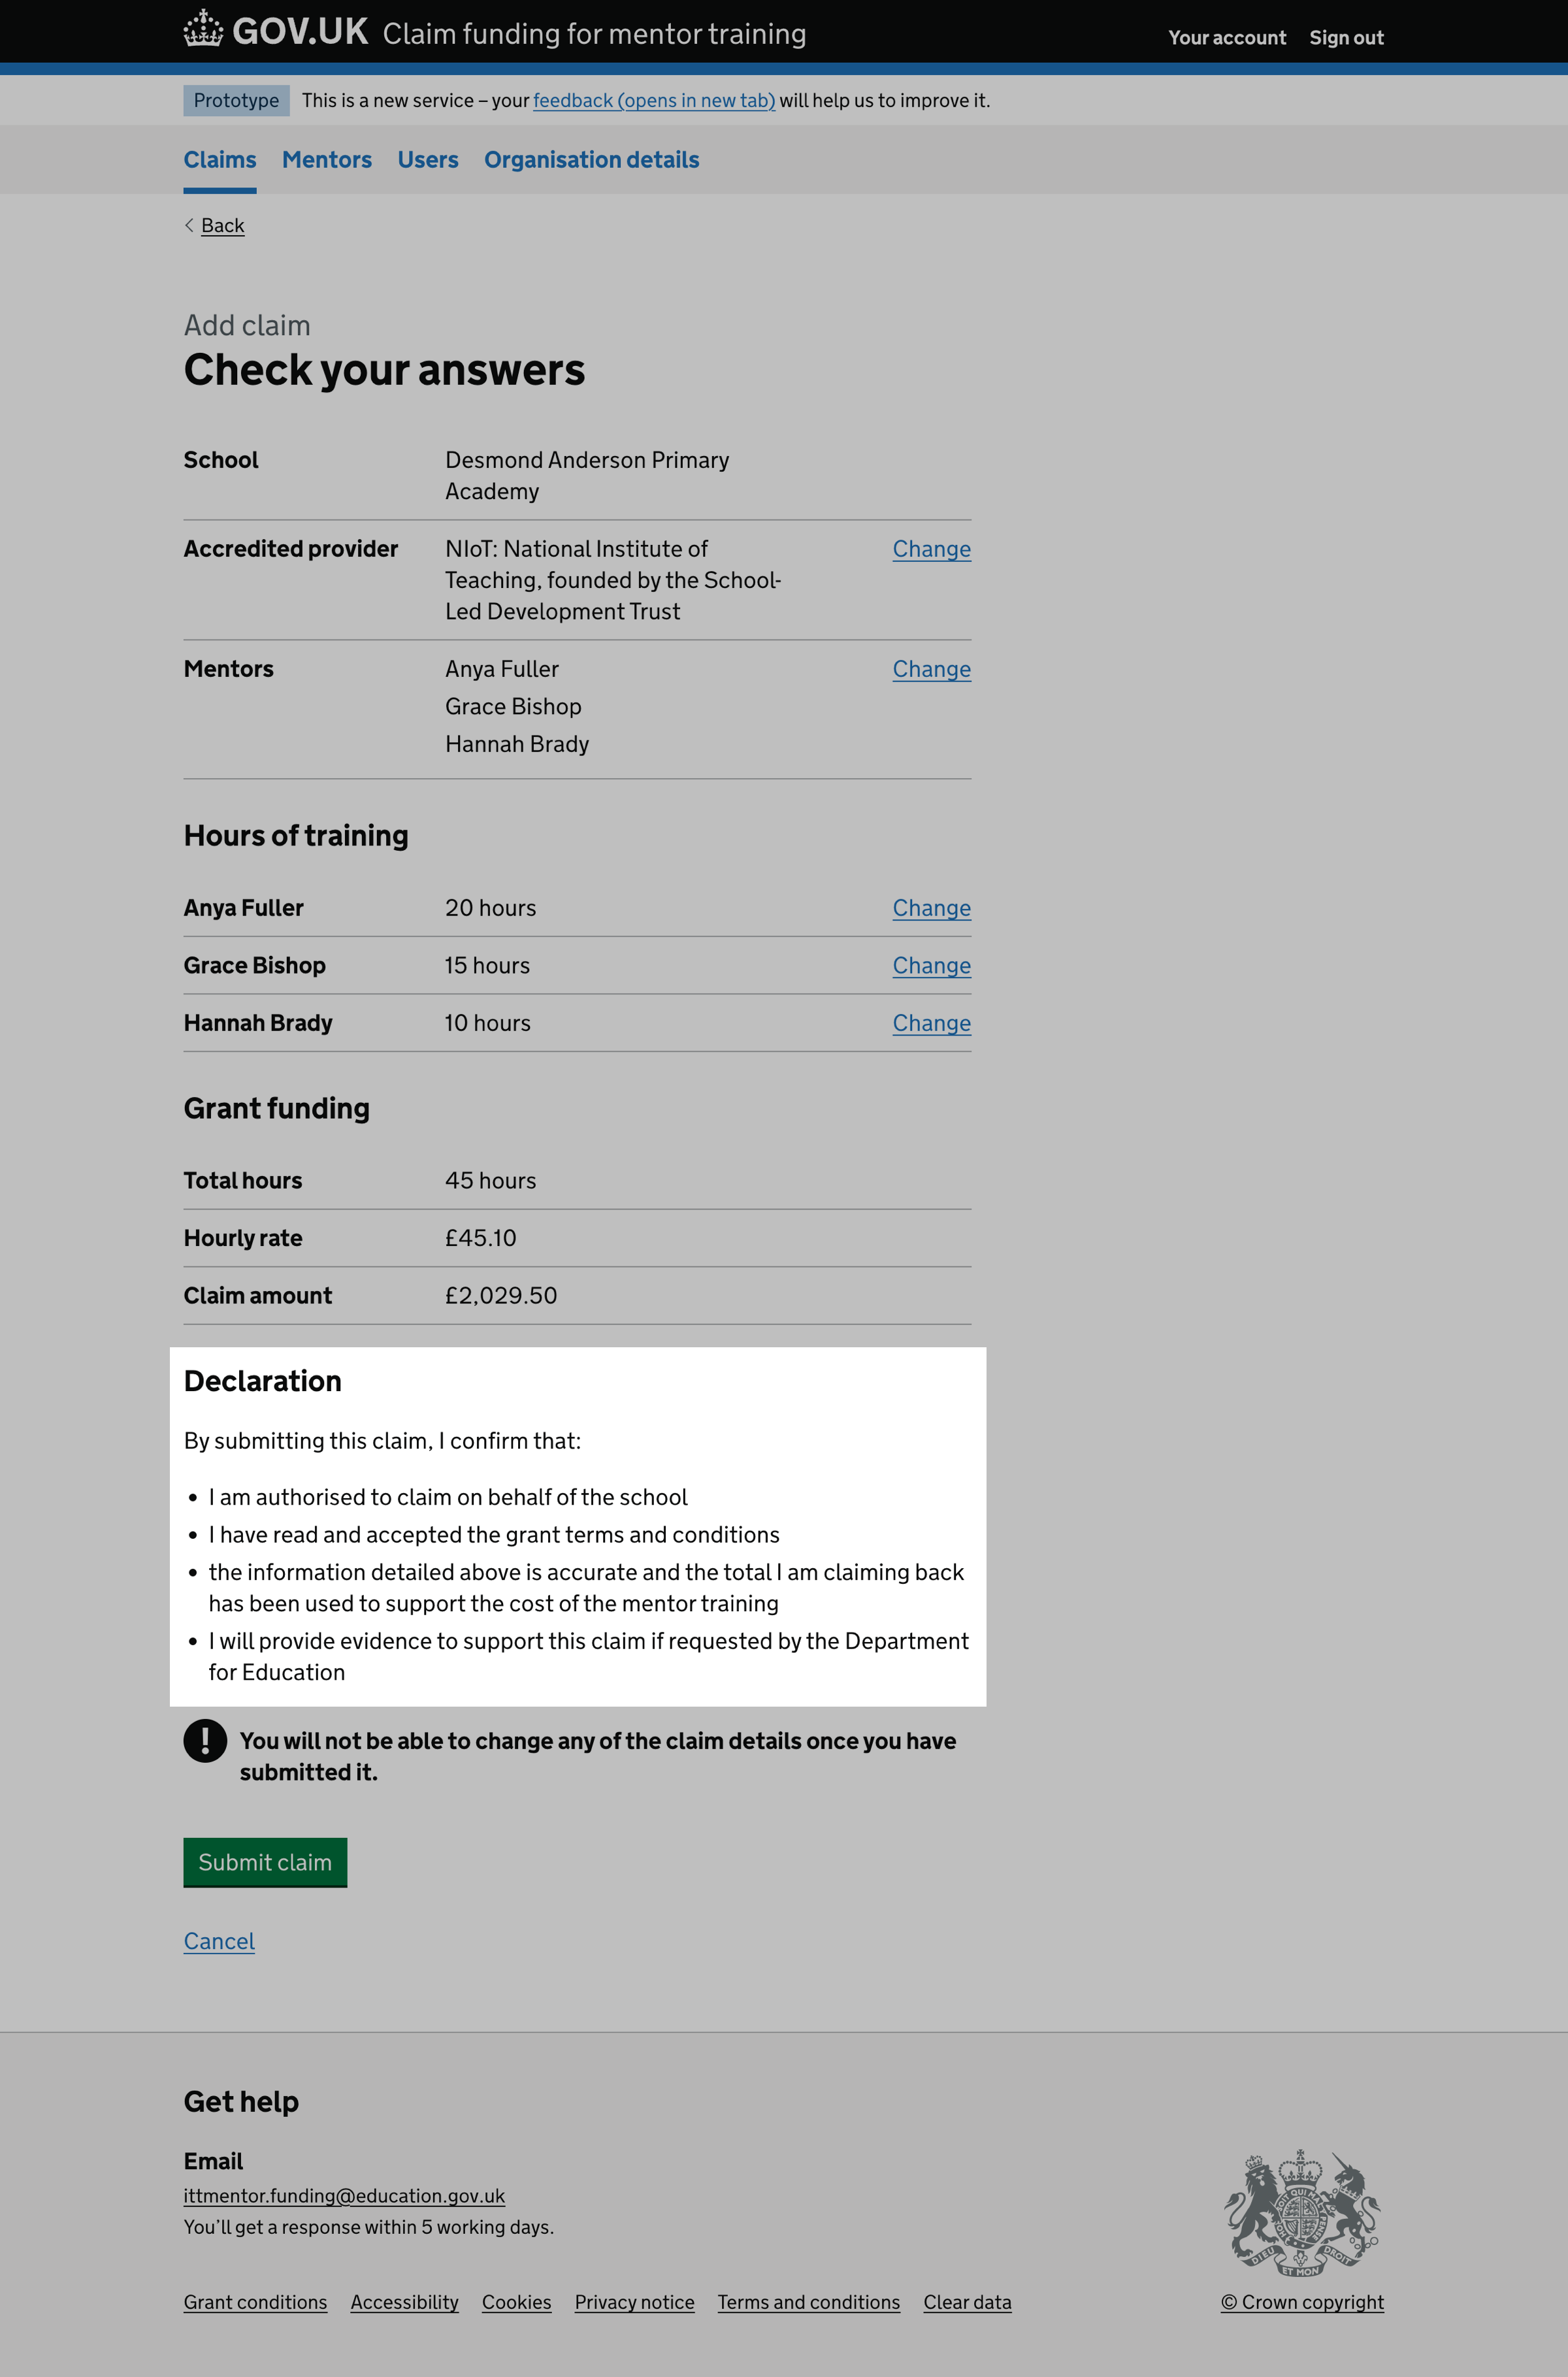 GOV.UK Claim funding for mentor training Your account Sign out
Prototype This is a new service – your feedback (opens in new tab) will help us to improve it.
Claims Mentors Users Organisation details
Back
Add claim
Check your answers
School Desmond Anderson Primary
Academy
Accredited provider NIoT: National Institute of Change
Teaching, founded by the School-
Led Development Trust
Mentors Anya Fuller Change
Grace Bishop
Hannah Brady
Hours of training
Anya Fuller 20 hours Change
Grace Bishop 15 hours Change
Hannah Brady 10 hours Change
Grant funding
Total hours 45 hours
Hourly rate £45.10
Claim amount £2,029.50
Declaration
By submitting this claim, I confirm that:
• I am authorised to claim on behalf of the school
• I have read and accepted the grant terms and conditions
• the information detailed above is accurate and the total I am claiming back
has been used to support the cost of the mentor training
• I will provide evidence to support this claim if requested by the Department
for Education
! You will not be able to change any of the claim details once you have
submitted it.
Submit claim
Cancel
Get help
Email
ittmentor.funding@education.gov.uk
You’ll get a response within 5 working days.
DIEU ET MON DROIT
Grant conditions Accessibility Cookies Privacy notice Terms and conditions Clear data © Crown copyright